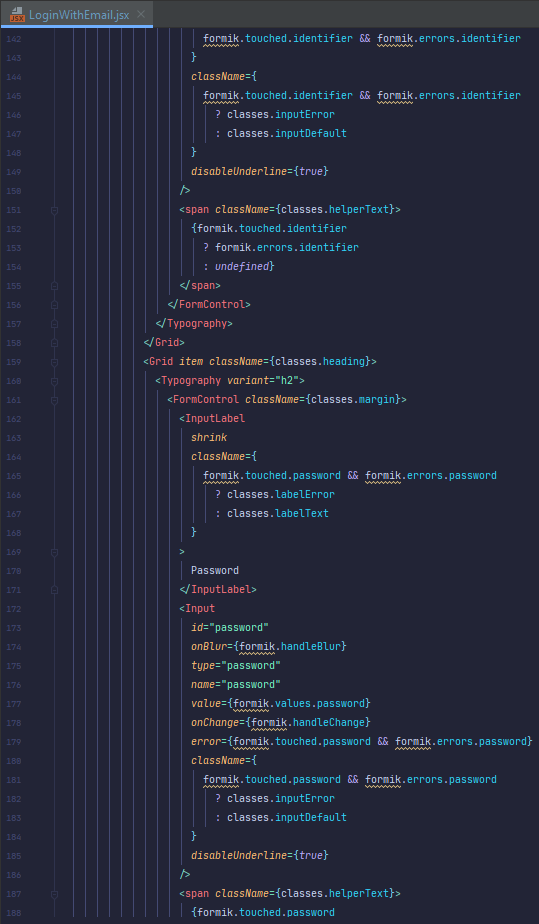 JSX LoginWithEmail.jsx ×
142 formik.touched.identifier && formik.errors.identifier
143 }
144 className={
145 formik.touched.identifier && formik.errors.identifier
146 ? classes.inputError
147 : classes.inputDefault
148 }
149 disableUnderline={true}
150 />
151 <span className={classes.helperText}>
152 {formik.touched.identifier
153 ? formik.errors.identifier
154 : undefined}
155 </span>
156 </FormControl>
157 </Typography>
158 </Grid>
159 <Grid item className={classes.heading}>
160 <Typography variant="h2">
161 <FormControl className={classes.margin}>
162 <InputLabel
163 shrink
164 className={
165 formik.touched.password && formik.errors.password
166 ? classes.labelError
167 : classes.labelText
168 }
169 >
170 Password
171 </InputLabel>
172 <Input
173 id="password"
174 onBlur={formik.handleBlur}
175 type="password"
176 name="password"
177 value={formik.values.password}
178 onChange={formik.handleChange}
179 error={formik.touched.password && formik.errors.password}
180 className={
181 formik.touched.password && formik.errors.password
182 ? classes.inputError
183 : classes.inputDefault
184 }
185 disableUnderline={true}
186 />
187 <span className={classes.helperText}>
188 {formik.touched.password